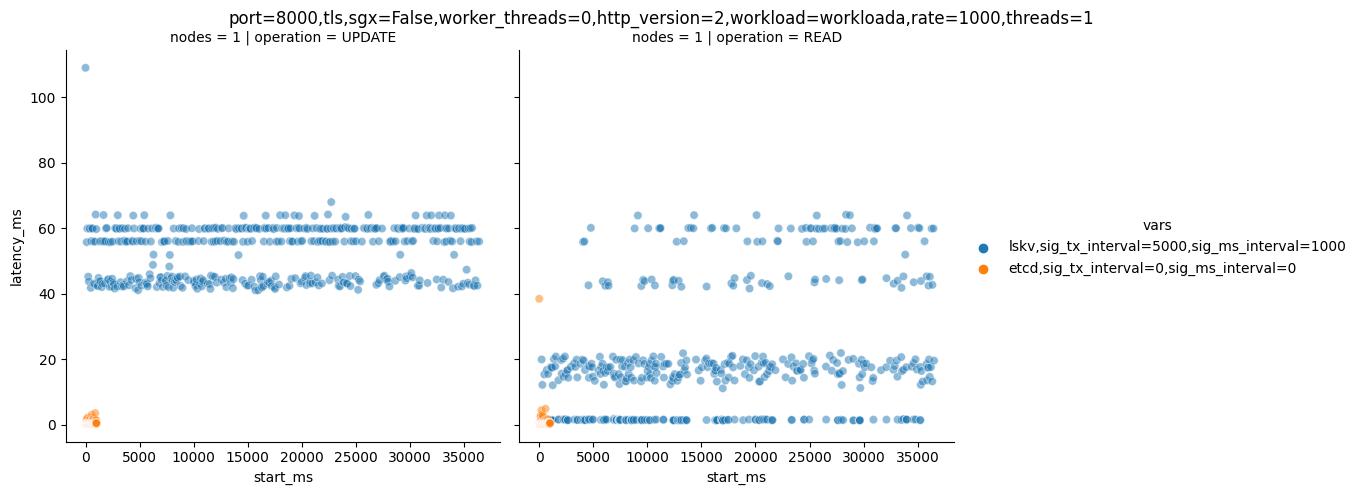 port=8000,tls,sgx=False,worker_threads=0,http_version=2,workload=workloada,rate=1000,threads=1
nodes = 1 | operation = UPDATE
nodes = 1 | operation = READ
latency_ms
100
80
60
40
20
0
0 5000 10000 15000 20000 25000 30000 35000
start_ms
0 5000 10000 15000 20000 25000 30000 35000
start_ms
vars
lskv,sig_tx_interval=5000,sig_ms_interval=1000
etcd,sig_tx_interval=0,sig_ms_interval=0